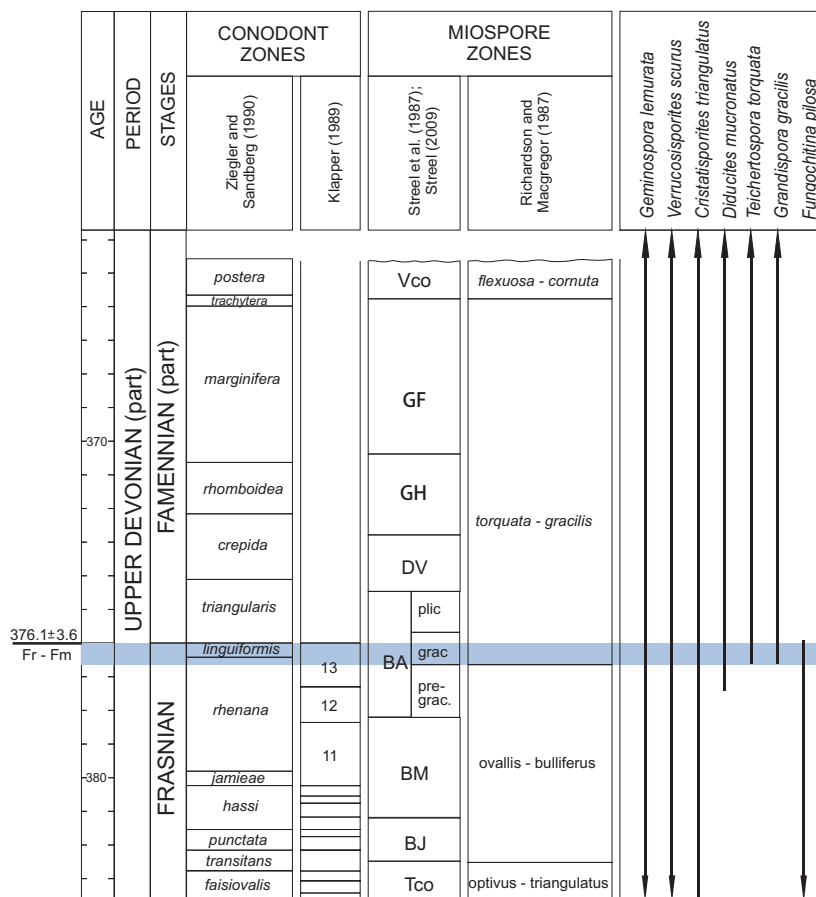 CONODONT
ZONES
MIOSPORE
ZONES
AGE
PERIOD
STAGES
Ziegler and
Sandberg (1990)
Klapper (1989)
Streel et al. (1987);
Streel (2009)
Richardson and
Macgregor (1987)
Geminospora lemurata
Verrucosisporites scurus
Cristatisporites triangulatus
Diducites mucronatus
Teichertospora torquata
Grandispora gracilis
Fungochitina pilosa
370
376.1±3.6
Fr - Fm
380
UPPER DEVONIAN (part)
FAMENNIAN (part)
FRASNIAN
postera
trachytera
marginifera
rhomboidea
crepida
triangularis
linguiformis
rhenana
jamieae
hassi
punctata
transitans
faisiovalis
13
12
11
Vco
GF
GH
DV
BA
plic
grac
pre-
grac.
BM
BJ
Tco
flexuosa - cornuta
torquata - gracilis
ovallis - bulliferus
optivus - triangulatus